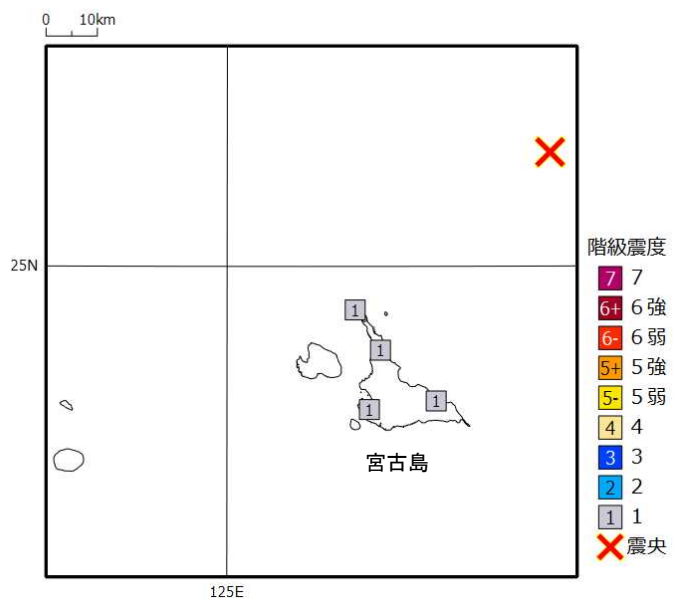 0 10km
25N
階級震度
7 7
6+ 6強
6- 6弱
5+ 5強
5- 5弱
4 4
3 3
2 2
1 1
震央
1
1
1
1
宮古島
125E